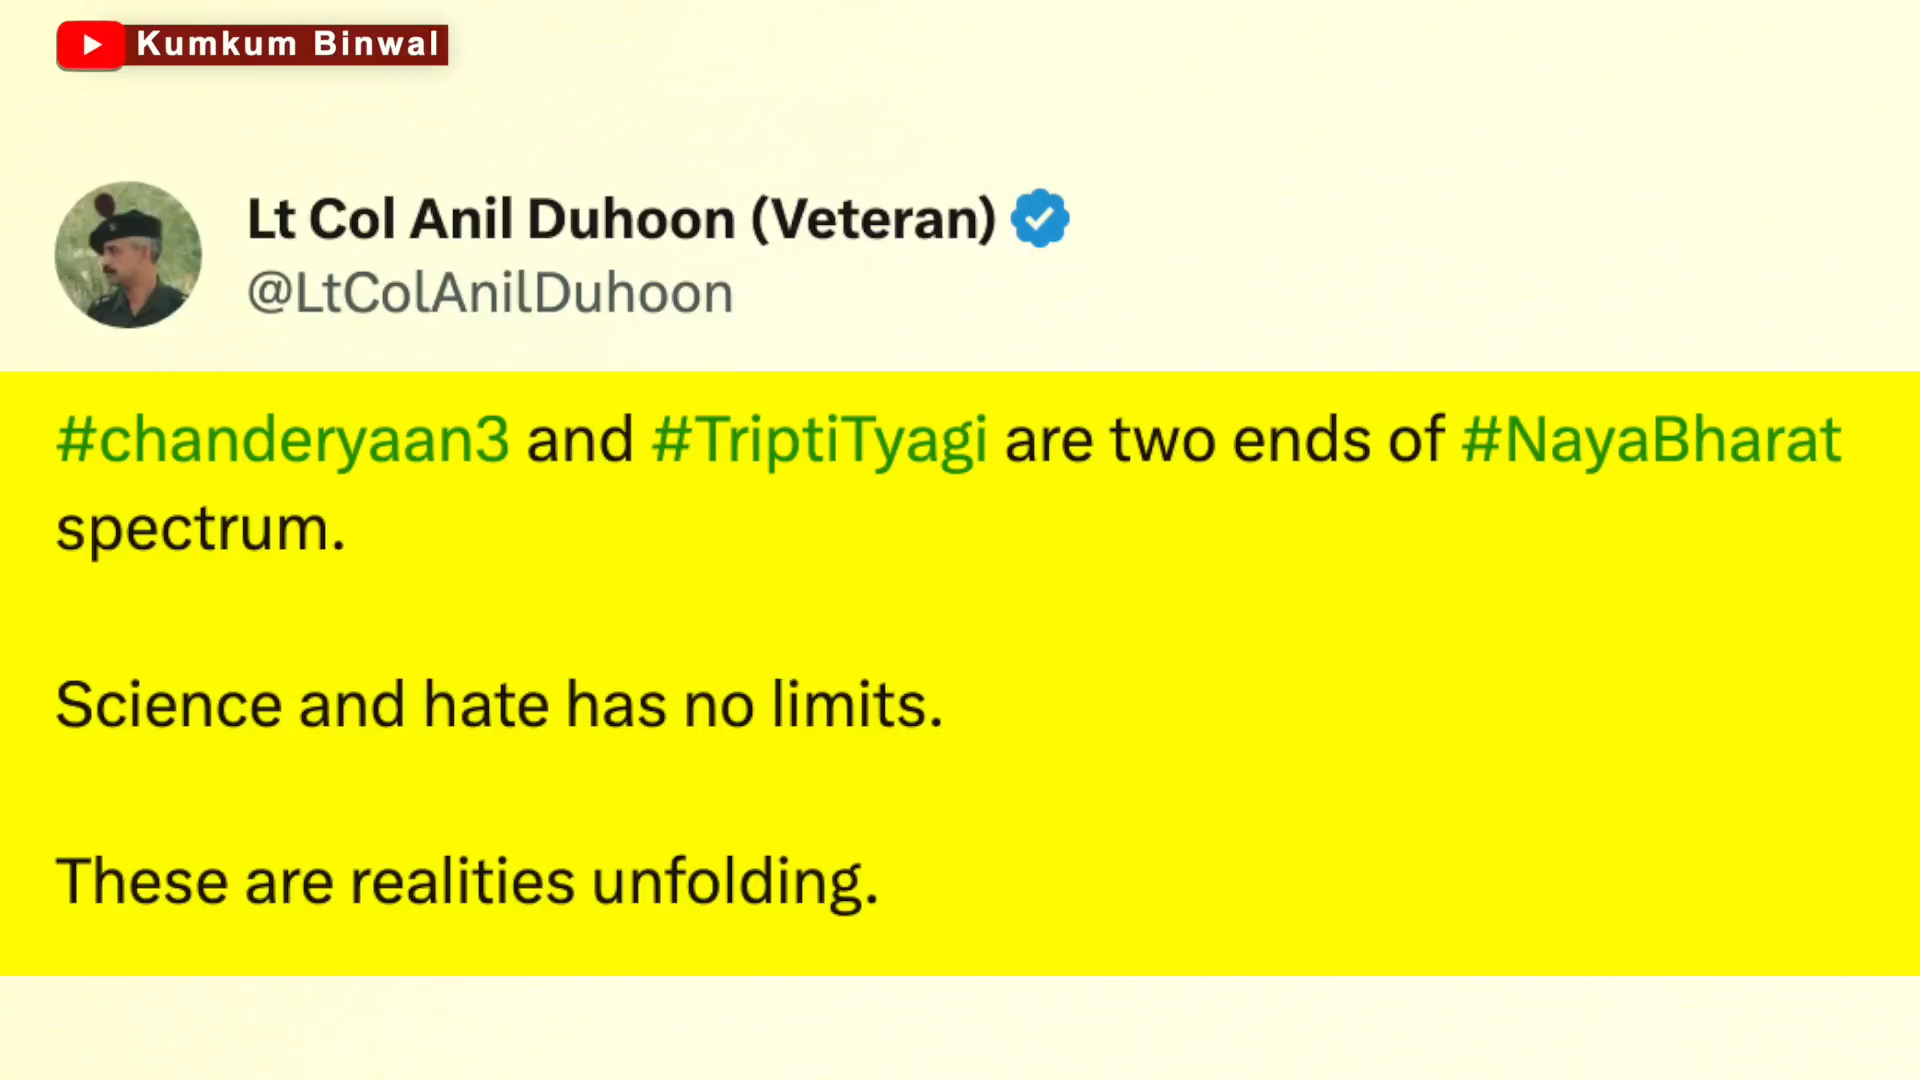 Kumkum Binwal
Lt Col Anil Duhoon (Veteran)
@LtColAnilDuhoon
#chanderyaan3 and #TriptiTyagi are two ends of #NayaBharat
spectrum.
Science and hate has no limits.
These are realities unfolding.